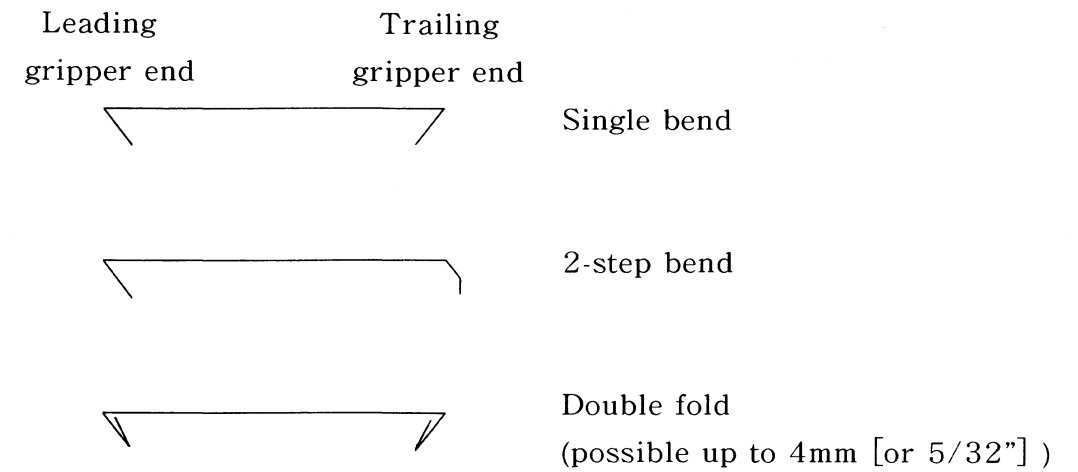 Leading
gripper end
Trailing
gripper end
Single bend
2-step bend
Double fold
(possible up to 4mm [or 5/32”] )